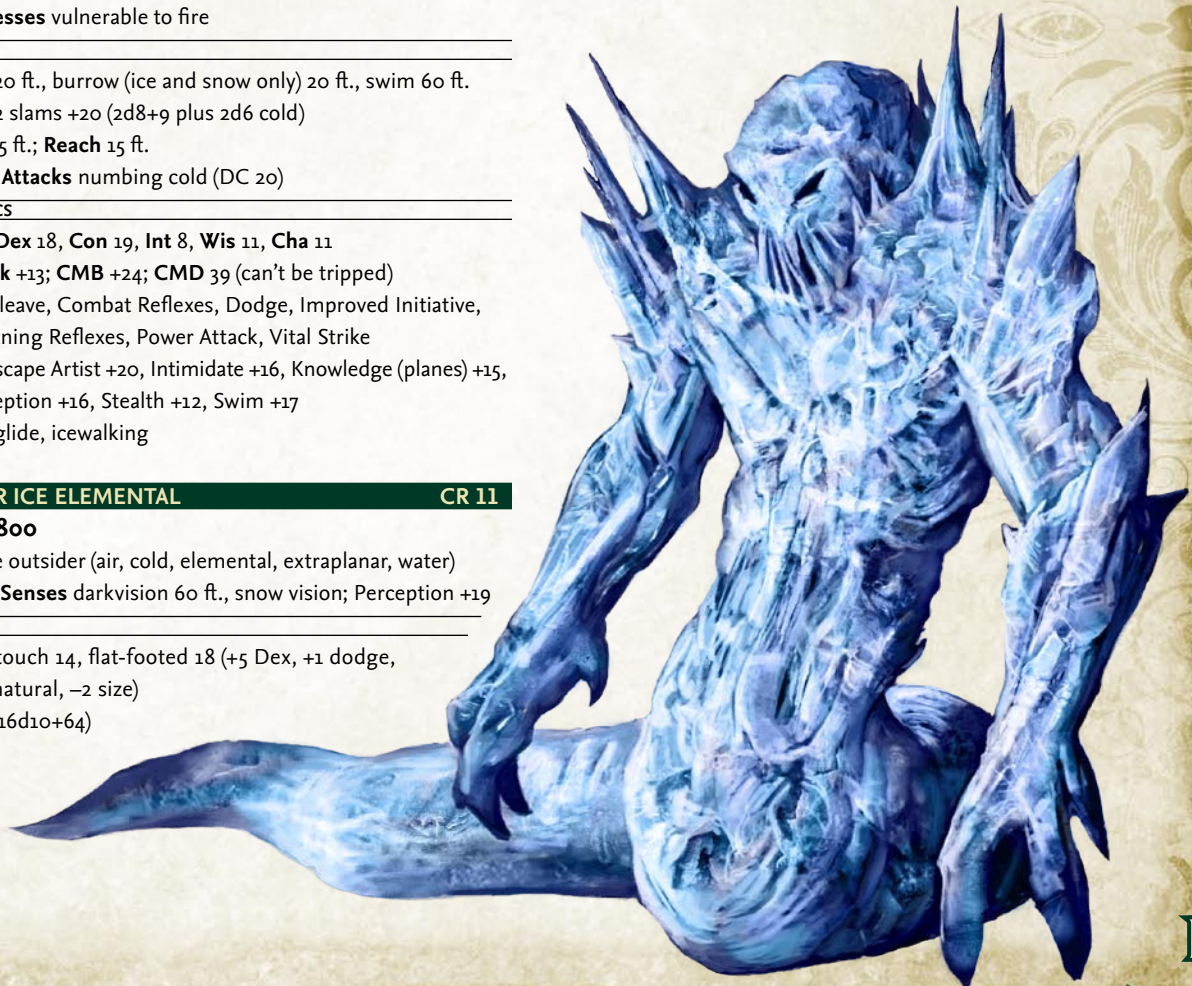 esses vulnerable to fire
20 ft., burrow (ice and snow only) 20 ft., swim 60 ft.
2 slams +20 (2d8+9 plus 2d6 cold)
5 ft.; Reach 15 ft.
Attacks numbing cold (DC 20)
cs
Dex 18, Con 19, Int 8, Wis 11, Cha 11
k +13; CMB +24; CMD 39 (can't be tripped)
leave, Combat Reflexes, Dodge, Improved Initiative,
ning Reflexes, Power Attack, Vital Strike
scape Artist +20, Intimidate +16, Knowledge (planes) +15,
eption +16, Stealth +12, Swim +17
glide, icewalking
R ICE ELEMENTAL CR 11
800
e outsider (air, cold, elemental, extraplanar, water)
Senses darkvision 60 ft., snow vision; Perception +19
touch 14, flat-footed 18 (+5 Dex, +1 dodge,
natural, –2 size)
16d10+64)